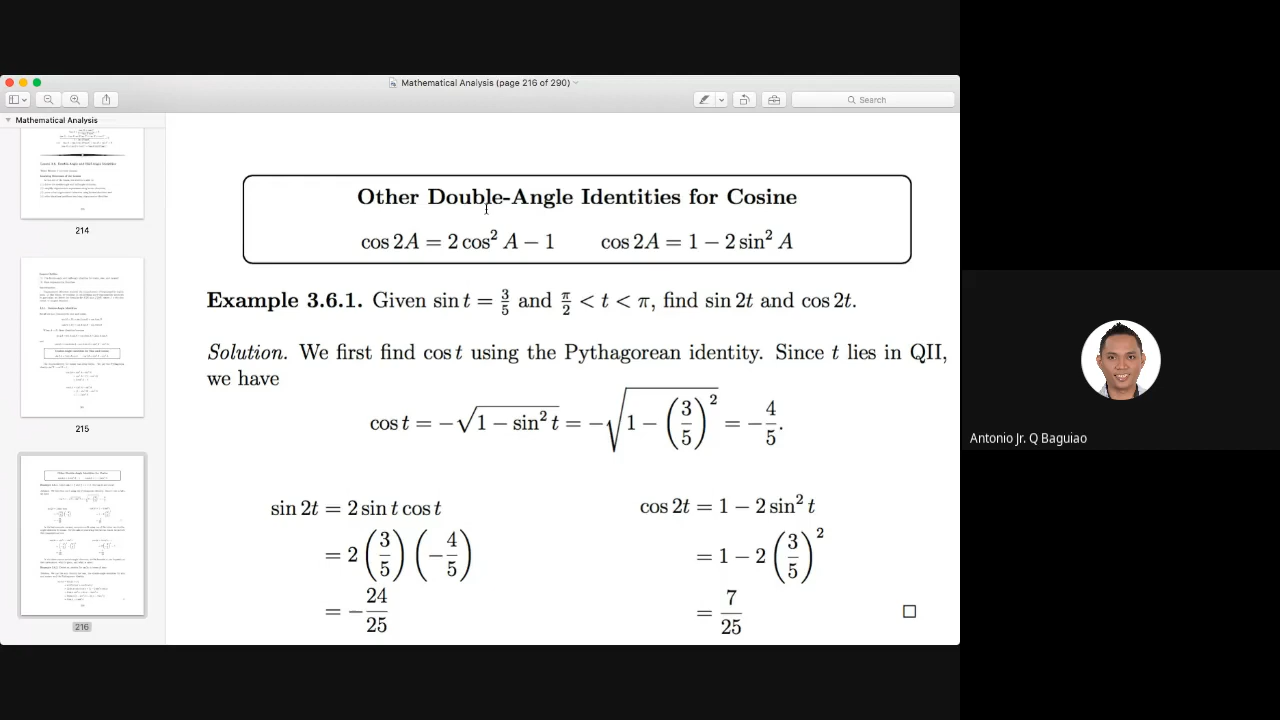 Mathematical Analysis (page 216 of 290)
Search
Mathematical Analysis
214
215
216
Other Double-Angle Identities for Cosine
cos 2A = 2 cos² A − 1 cos 2A = 1 − 2 sin² A
Example 3.6.1. Given sin t = 3/5 and π/2 < t < π, find sin 2t and cos 2t.
Solution. We first find cos t using the Pythagorean identity. Since t lies in QII,
we have
cos t = −√(1 − sin² t) = −√(1 − (3/5)²) = −4/5.
sin 2t = 2 sin t cos t
= 2 (3/5) (−4/5)
= −24/25
cos 2t = 1 − 2 sin² t
= 1 − 2 (3/5)²
= 7/25
□
Antonio Jr. Q Baguiao